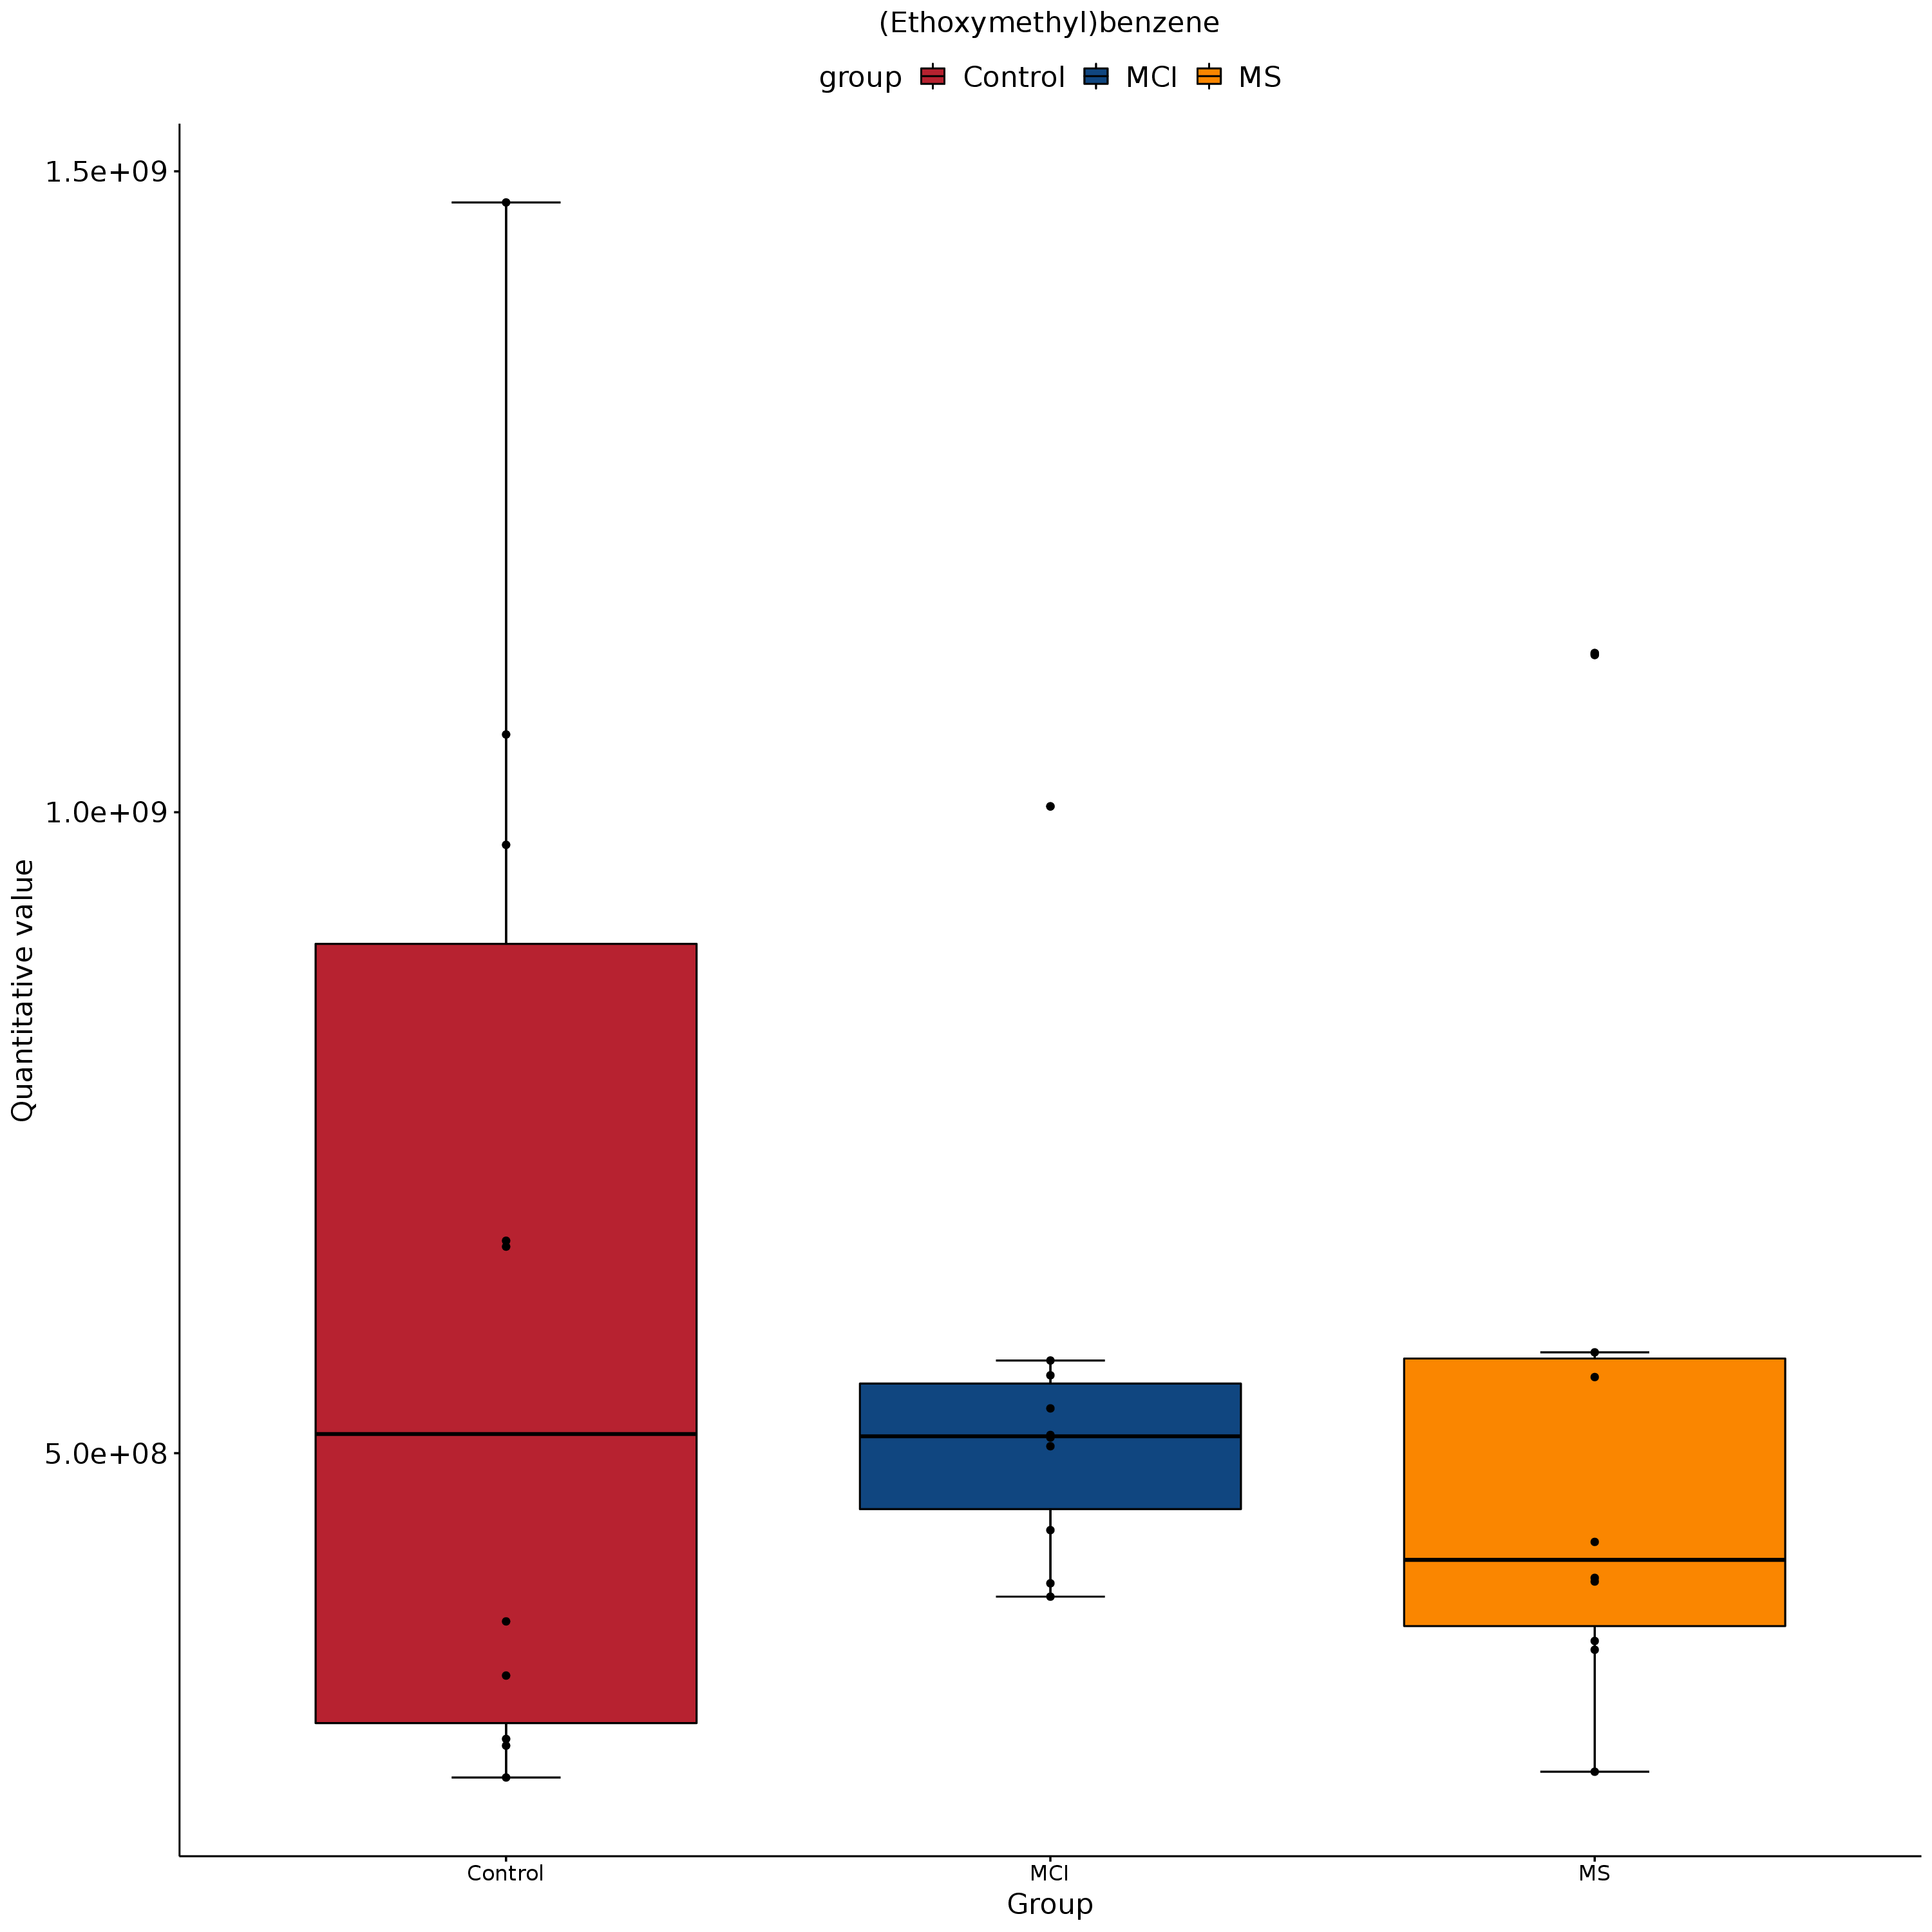 (Ethoxymethyl)benzene
group Control MCI MS
1.5e+09
1.0e+09
5.0e+08
Quantitative value
Control MCI MS
Group